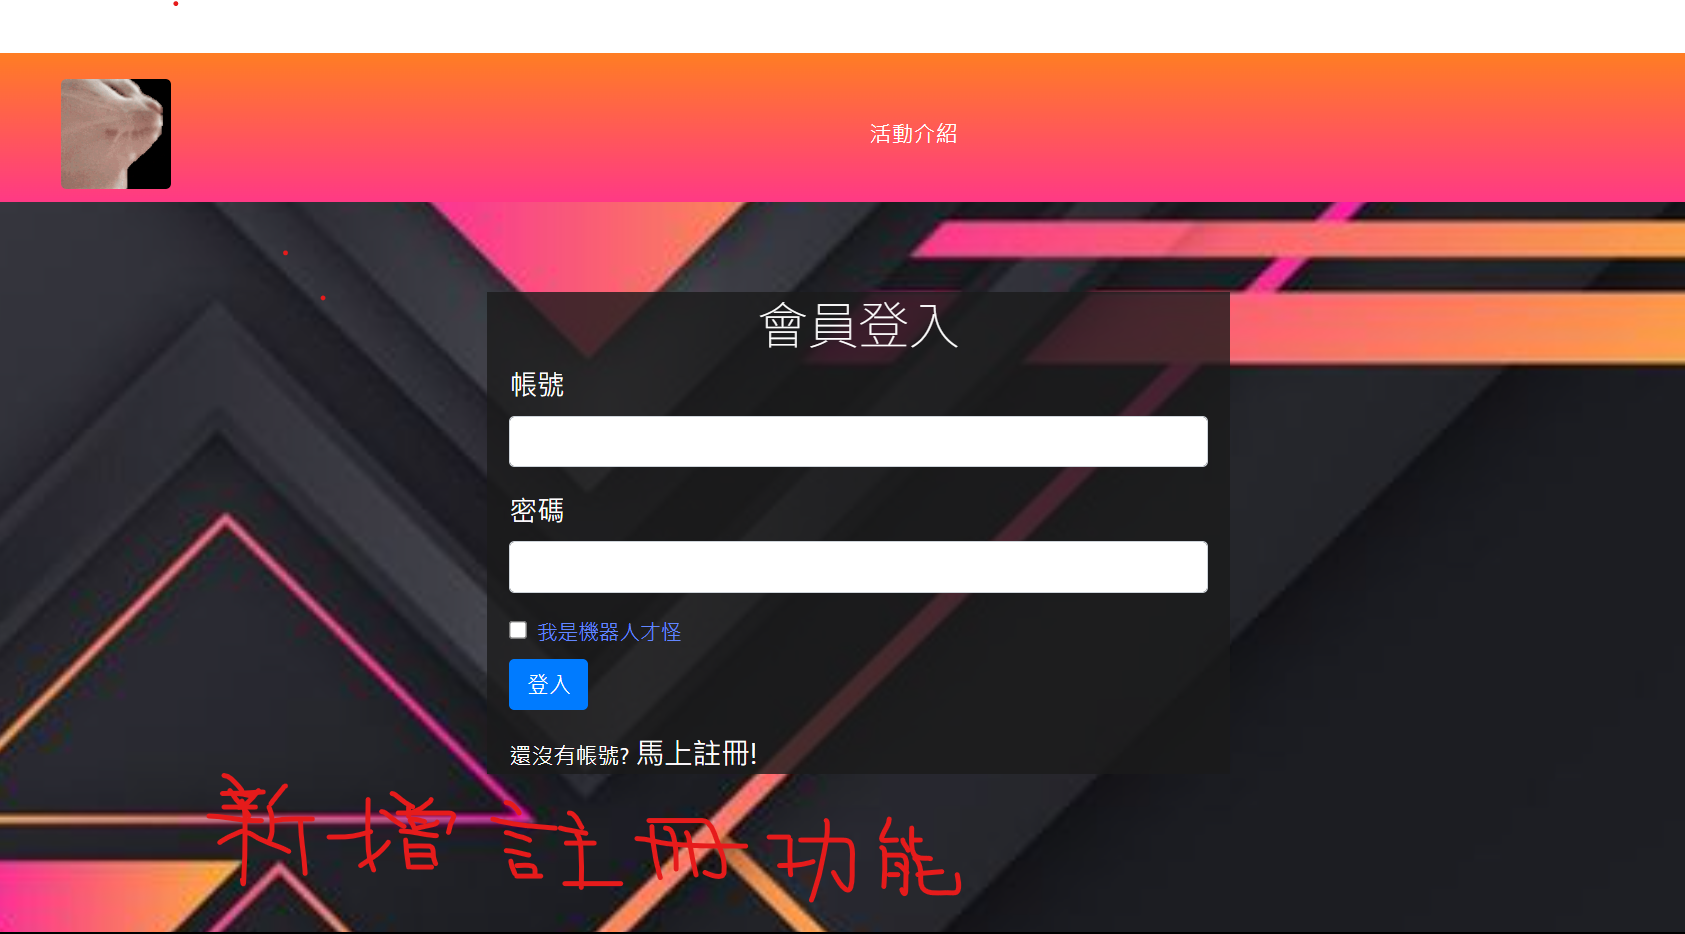 活動介紹
會員登入
帳號
密碼
我是機器人才怪
登入
還沒有帳號? 馬上註冊!
新增註冊功能